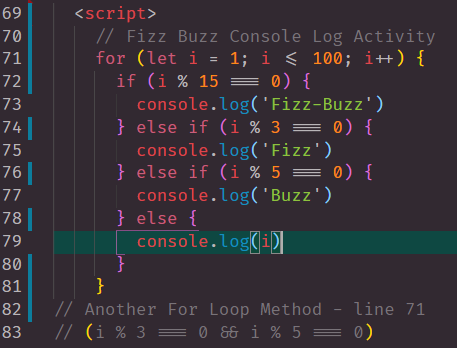 69 <script>
70 // Fizz Buzz Console Log Activity
71 for (let i = 1; i <= 100; i++) {
72 if (i % 15 === 0) {
73 console.log('Fizz-Buzz')
74 } else if (i % 3 === 0) {
75 console.log('Fizz')
76 } else if (i % 5 === 0) {
77 console.log('Buzz')
78 } else {
79 console.log(i)
80 }
81 }
82 // Another For Loop Method - line 71
83 // (i % 3 === 0 && i % 5 === 0)